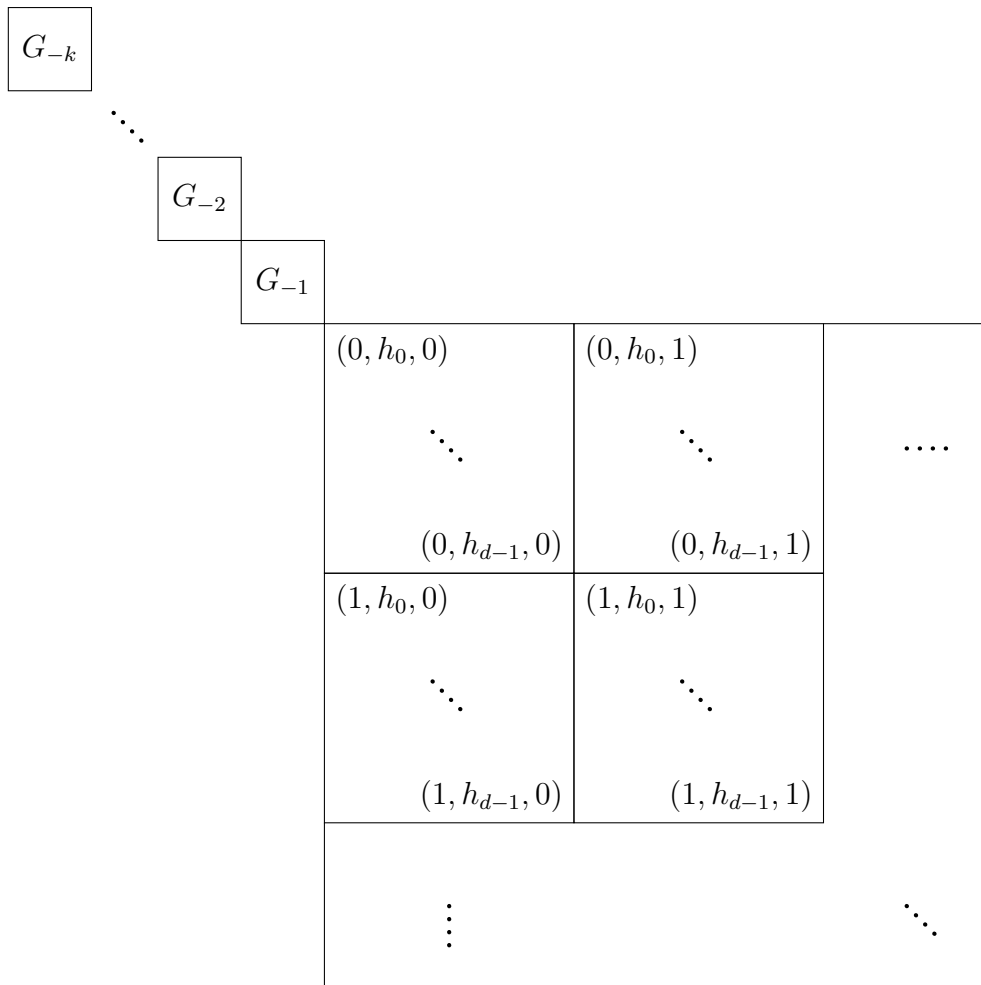 $G_{-k}$
⋱
$G_{-2}$
$G_{-1}$
$(0, h_0, 0)$ $(0, h_0, 1)$
⋱ ⋱ ····
$(0, h_{d-1}, 0)$ $(0, h_{d-1}, 1)$
$(1, h_0, 0)$ $(1, h_0, 1)$
⋱ ⋱
$(1, h_{d-1}, 0)$ $(1, h_{d-1}, 1)$
⋮ ⋱